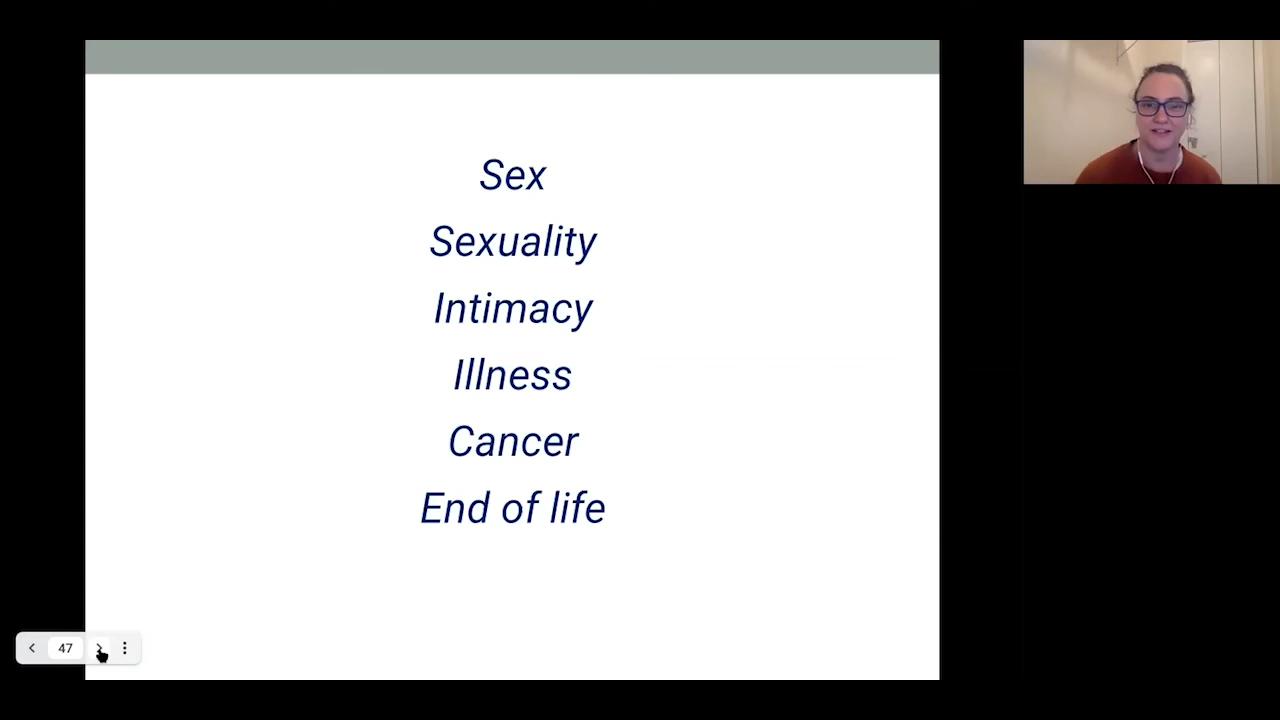 Sex
Sexuality
Intimacy
Illness
Cancer
End of life
47